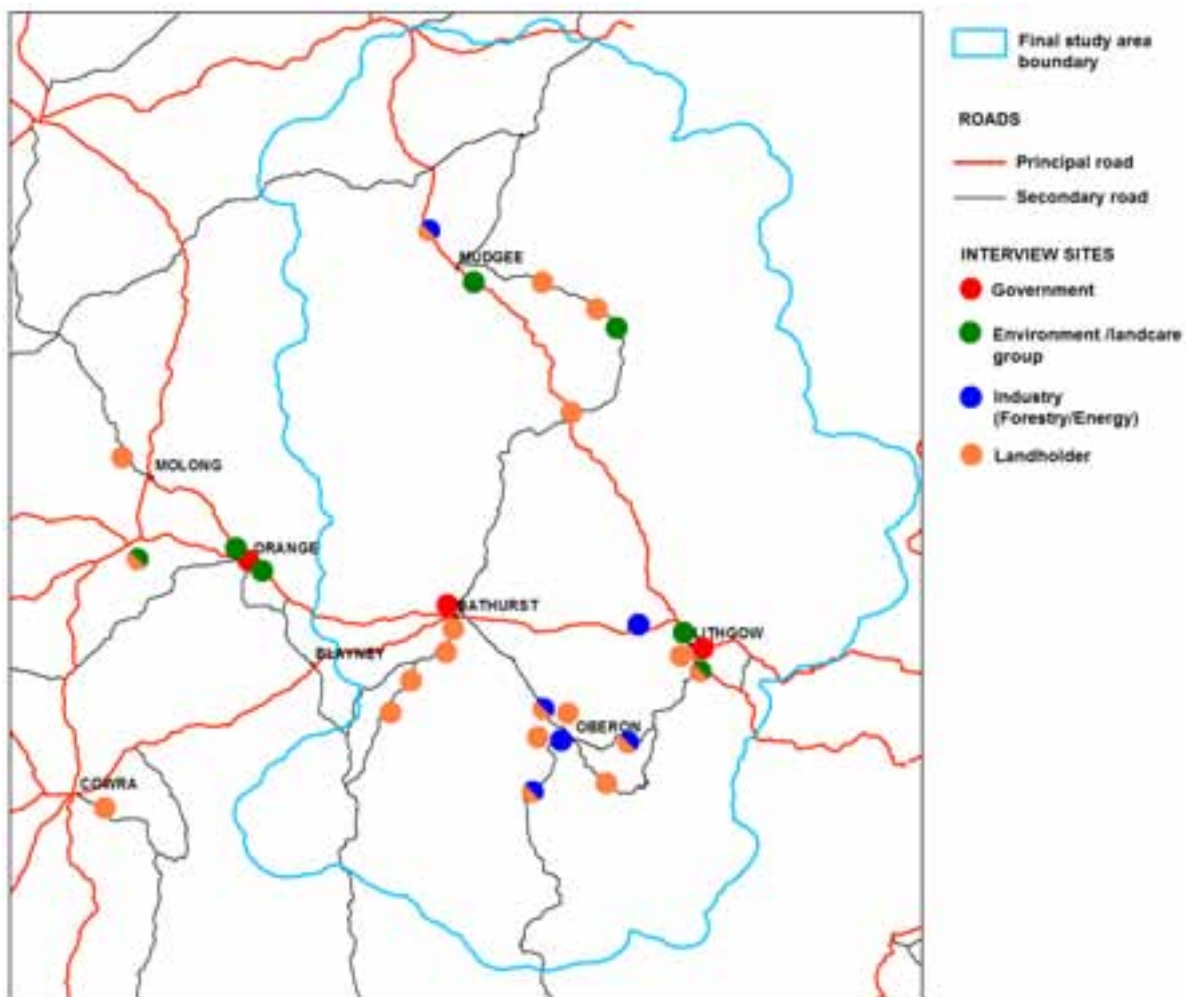 Final study area
boundary
ROADS
Principal road
Secondary road
INTERVIEW SITES
Government
Environment /landcare
group
Industry
(Forestry/Energy)
Landholder
MUDGEE
MOLONG
ORANGE
BATHURST
LITHGOW
BLAYNEY
OBERON
COWRA